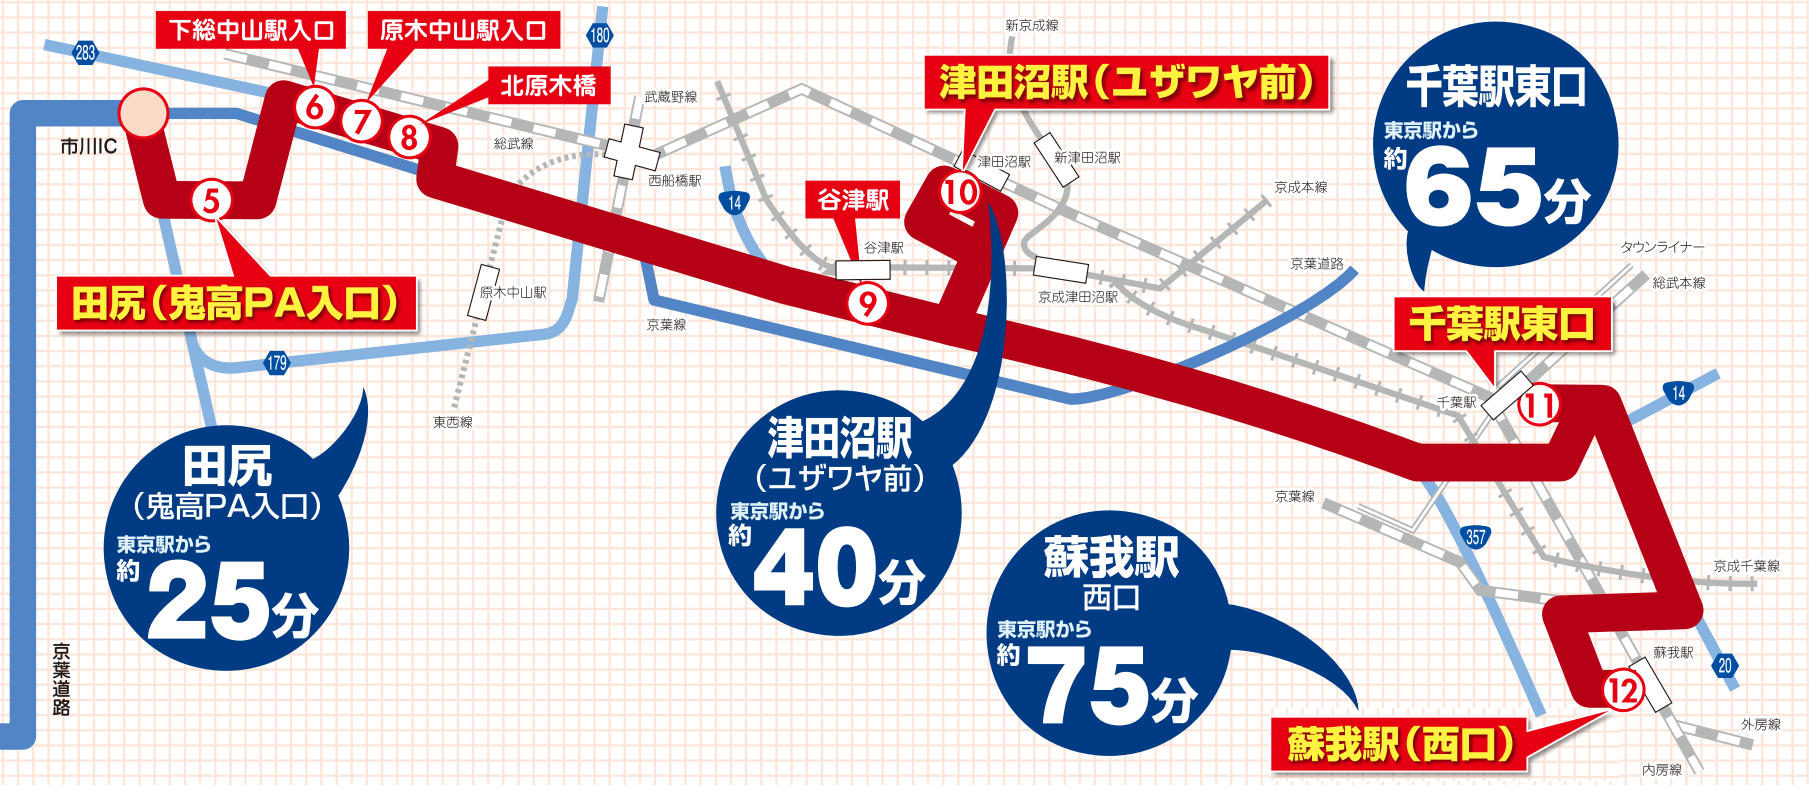 下総中山駅入口
原木中山駅入口
北原木橋
180
283
市川IC
6
7
8
5
田尻（鬼高PA入口）
179
田尻
（鬼高PA入口）
東京駅から
約25分
京葉道路
総武線
武蔵野線
西船橋駅
原木中山駅
東西線
14
谷津駅
谷津駅
9
京葉線
新京成線
津田沼駅（ユザワヤ前）
津田沼駅
新津田沼駅
10
京成津田沼駅
京成本線
京葉道路
津田沼駅
（ユザワヤ前）
東京駅から
約40分
千葉駅東口
東京駅から
約65分
タウンライナー
総武本線
千葉駅東口
千葉駅
11
14
京葉線
357
京成千葉線
蘇我駅
西口
東京駅から
約75分
蘇我駅
20
12
蘇我駅（西口）
外房線
内房線